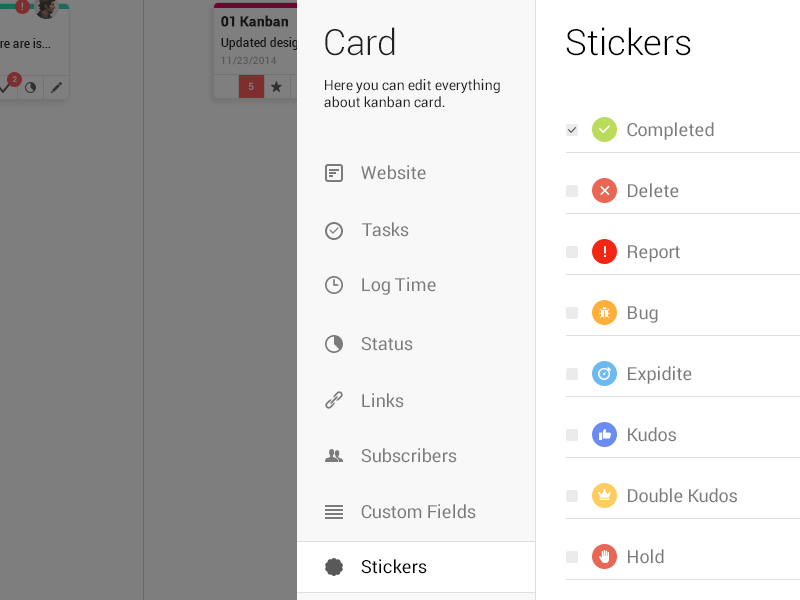 !
re are is...
2
01 Kanban
Updated desig
11/23/2014
5
Card
Here you can edit everything
about kanban card.
Website
Tasks
Log Time
Status
Links
Subscribers
Custom Fields
Stickers
Stickers
Completed
Delete
! Report
Bug
Expidite
Kudos
Double Kudos
Hold